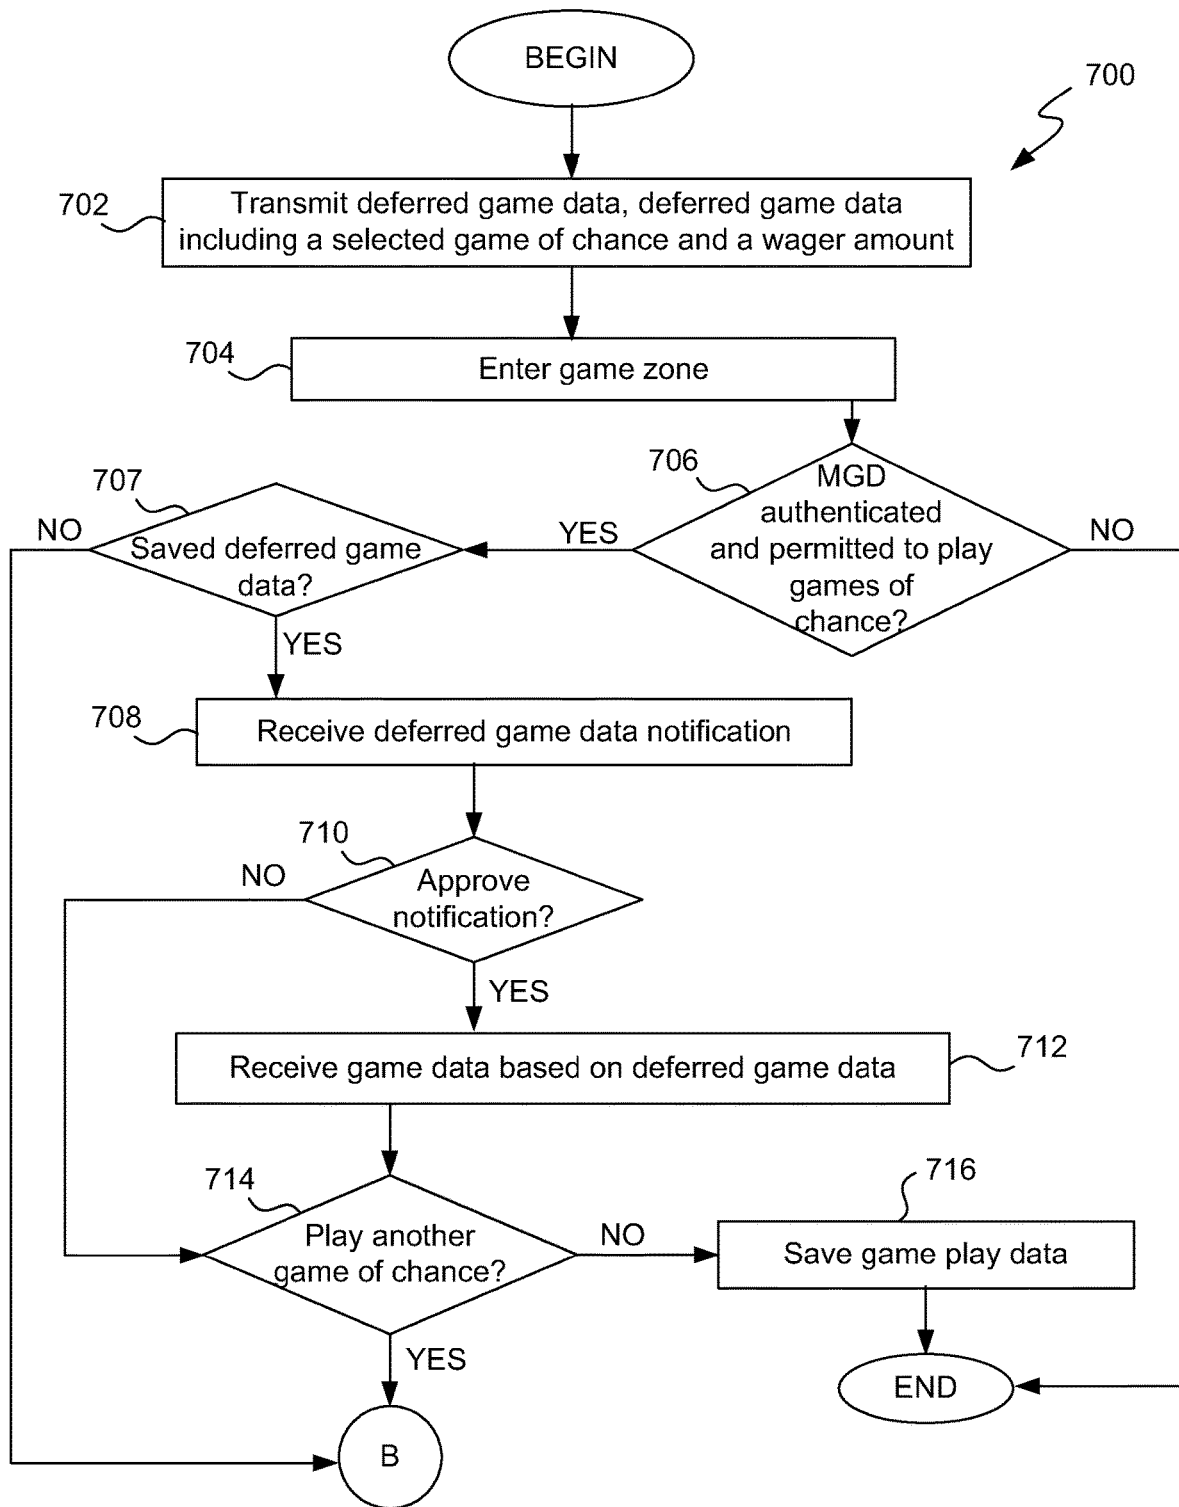 BEGIN
700
702
Transmit deferred game data, deferred game data
including a selected game of chance and a wager amount
704
Enter game zone
706
MGD
authenticated
and permitted to play
games of
chance?
YES
NO
707
Saved deferred game
data?
NO
YES
708
Receive deferred game data notification
710
Approve
notification?
NO
YES
712
Receive game data based on deferred game data
714
Play another
game of chance?
NO
716
Save game play data
YES
END
B